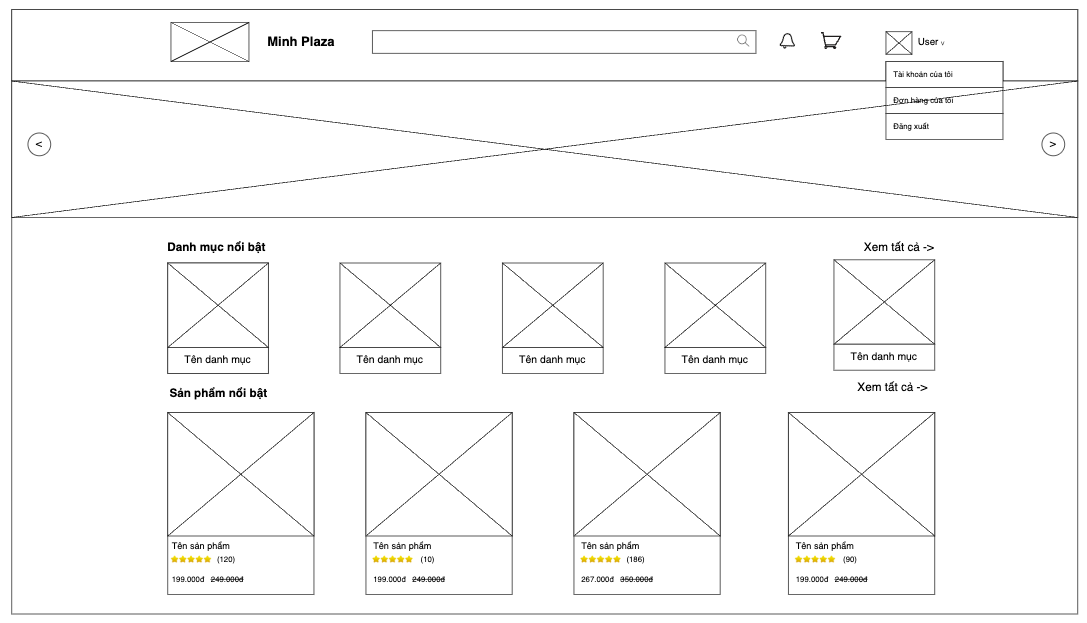 Minh Plaza
User v
Tài khoản của tôi
Đơn hàng của tôi
Đăng xuất
<
>
Danh mục nổi bật
Xem tất cả ->
Tên danh mục
Tên danh mục
Tên danh mục
Tên danh mục
Tên danh mục
Sản phẩm nổi bật
Xem tất cả ->
Tên sản phẩm
(120)
199.000đ 249.000đ
Tên sản phẩm
(10)
199.000đ 249.000đ
Tên sản phẩm
(186)
267.000đ 350.000đ
Tên sản phẩm
(90)
199.000đ 249.000đ